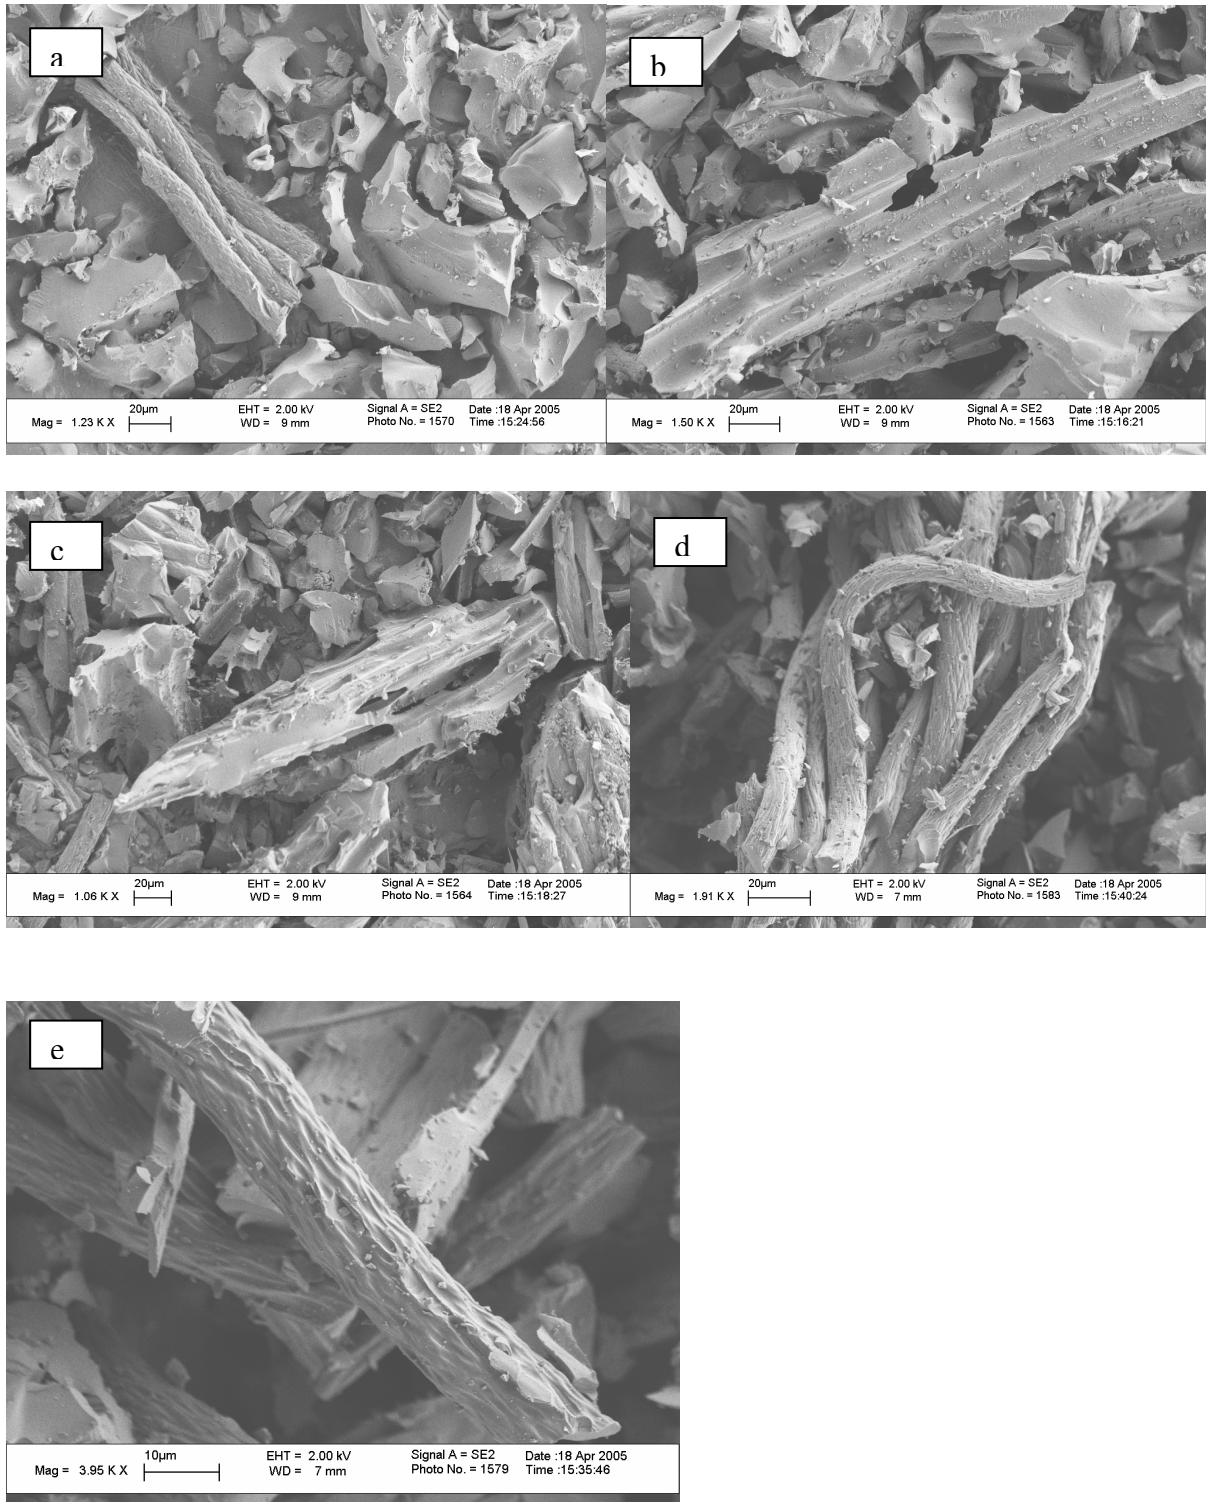 a
20µm
Mag = 1.23 K X
EHT = 2.00 kV
WD = 9 mm
Signal A = SE2
Photo No. = 1570
Date :18 Apr 2005
Time :15:24:56
b
20µm
Mag = 1.50 K X
EHT = 2.00 kV
WD = 9 mm
Signal A = SE2
Photo No. = 1563
Date :18 Apr 2005
Time :15:16:21
c
20µm
Mag = 1.06 K X
EHT = 2.00 kV
WD = 9 mm
Signal A = SE2
Photo No. = 1564
Date :18 Apr 2005
Time :15:18:27
d
20µm
Mag = 1.91 K X
EHT = 2.00 kV
WD = 7 mm
Signal A = SE2
Photo No. = 1583
Date :18 Apr 2005
Time :15:40:24
e
10µm
Mag = 3.95 K X
EHT = 2.00 kV
WD = 7 mm
Signal A = SE2
Photo No. = 1579
Date :18 Apr 2005
Time :15:35:46